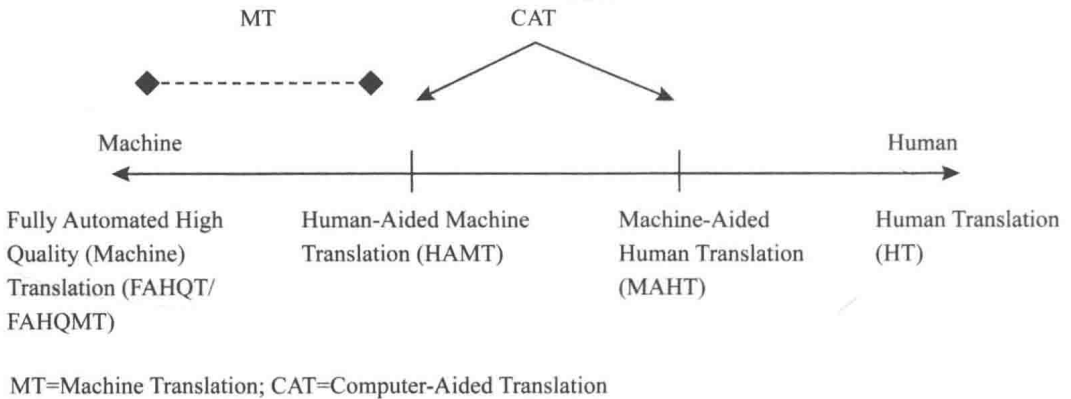 MT
CAT
Machine
Human
Fully Automated High
Quality (Machine)
Translation (FAHQT/
FAHQMT)
Human-Aided Machine
Translation (HAMT)
Machine-Aided
Human Translation
(MAHT)
Human Translation
(HT)
MT=Machine Translation; CAT=Computer-Aided Translation